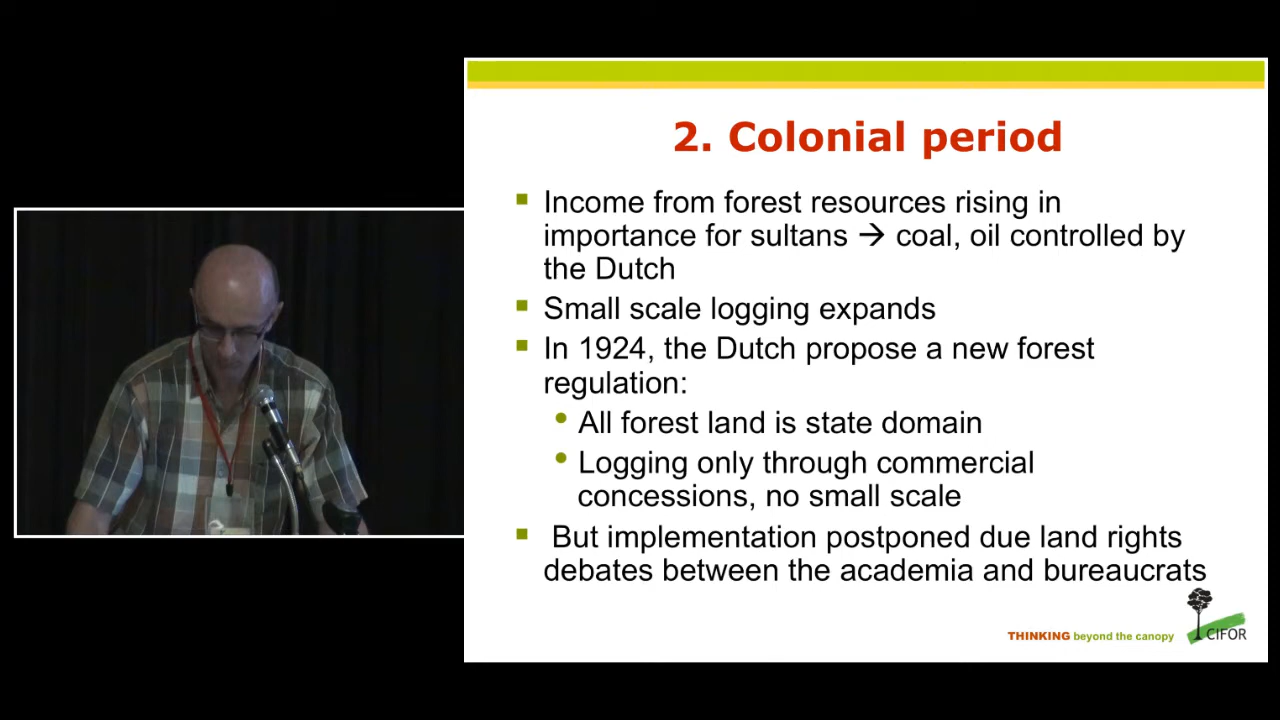 2. Colonial period
Income from forest resources rising in
importance for sultans → coal, oil controlled by
the Dutch
Small scale logging expands
In 1924, the Dutch propose a new forest
regulation:
All forest land is state domain
Logging only through commercial
concessions, no small scale
But implementation postponed due land rights
debates between the academia and bureaucrats
THINKING beyond the canopy
CIFOR